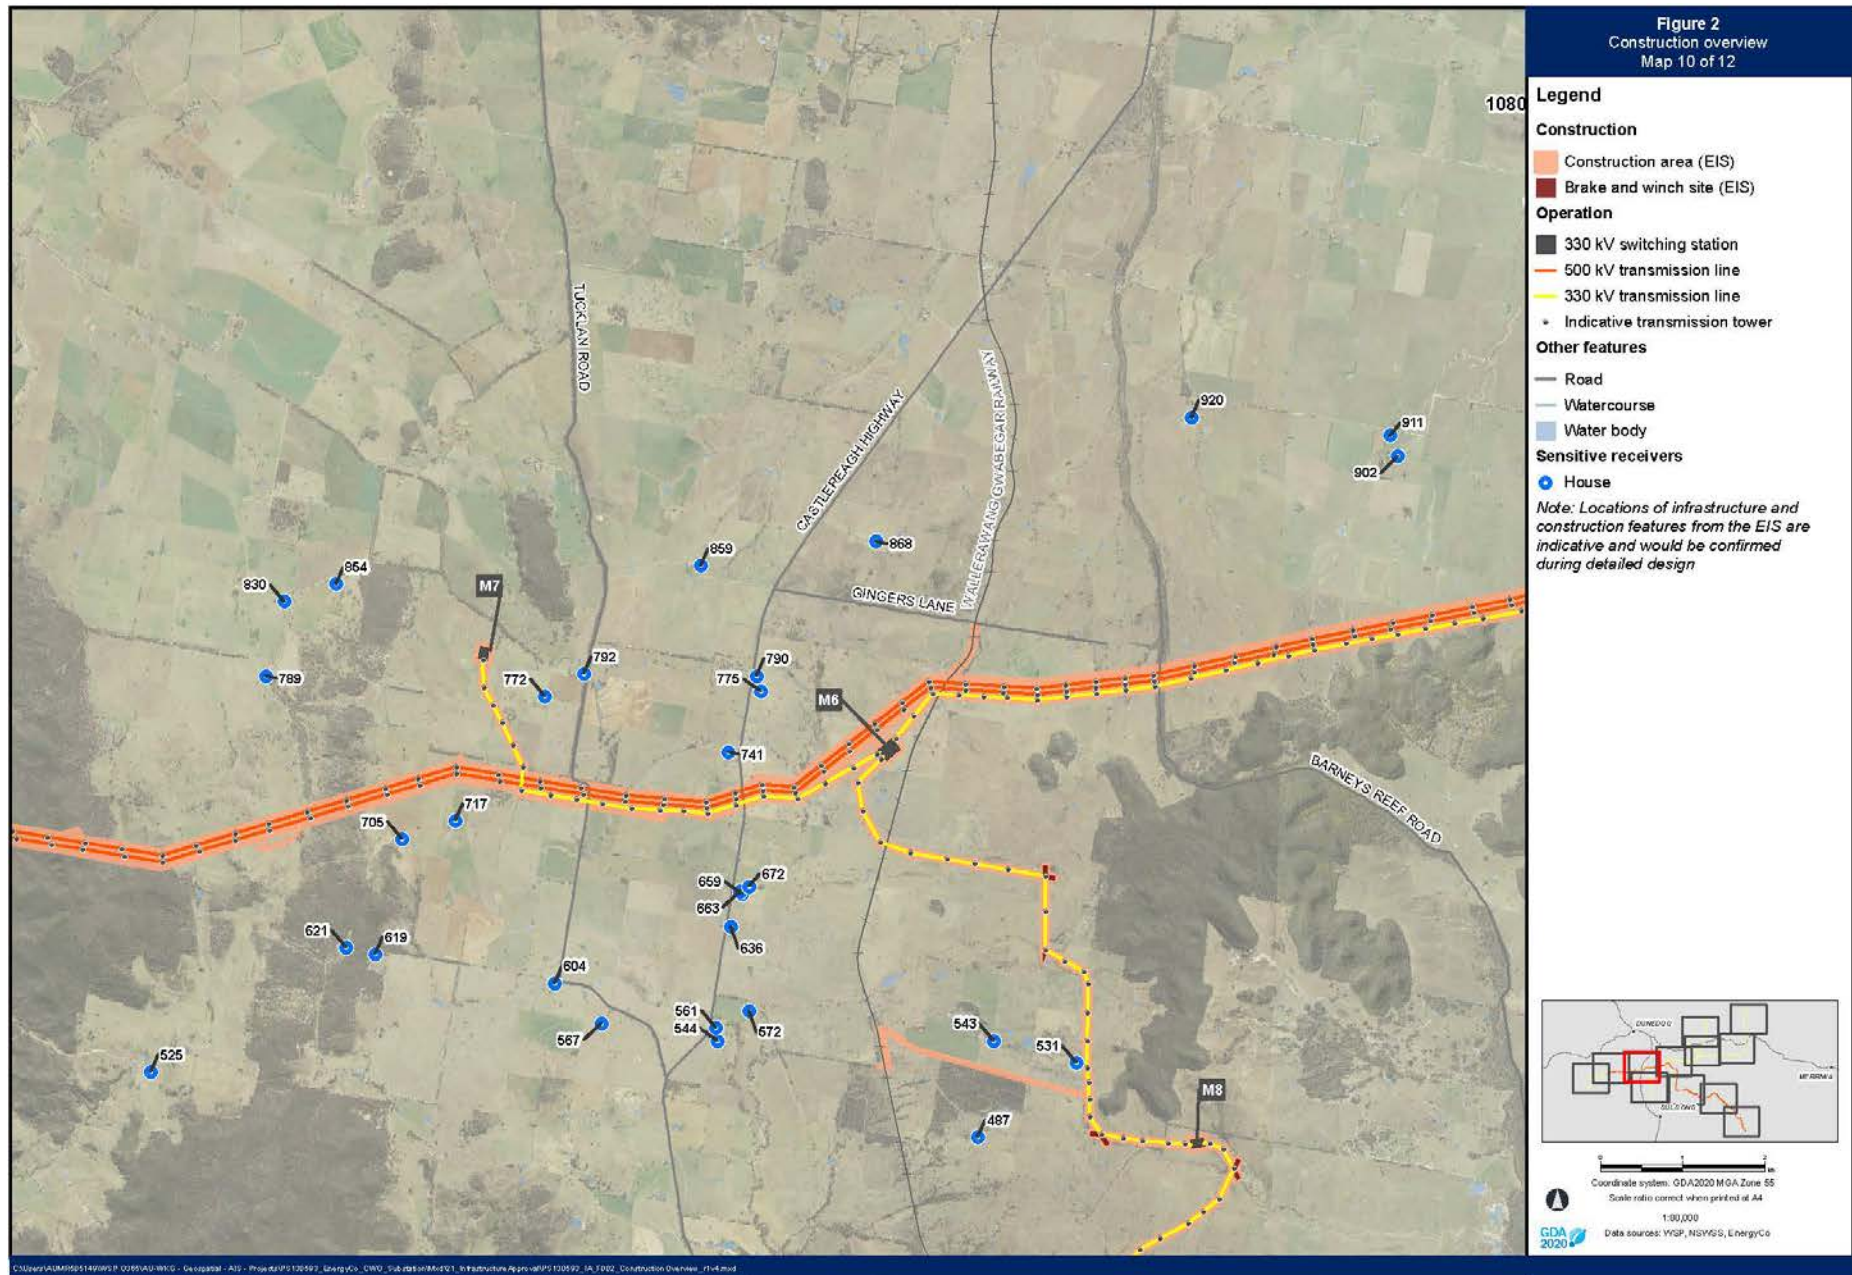 Figure 2
Construction overview
Map 10 of 12
Legend
Construction
Construction area (EIS)
Brake and winch site (EIS)
Operation
330 kV switching station
500 kV transmission line
330 kV transmission line
Indicative transmission tower
Other features
Road
Watercourse
Water body
Sensitive receivers
House
Note: Locations of infrastructure and
construction features from the EIS are
indicative and would be confirmed
during detailed design
1080
TUCKLAN ROAD
CASTLEREAGH HIGHWAY
WALLERAWANG GWABEGAR RAILWAY
GINGERS LANE
BARNEYS REEF ROAD
920
911
902
859
868
854
830
M7
792
772
789
790
775
M6
741
717
705
672
659
663
636
621
619
604
561
544
572
567
543
531
525
M8
487
DUNEDOO
MERRIWA
GULGONG
0 1 2
km
Coordinate system: GDA2020 MGA Zone 55
Scale ratio correct when printed at A4
1:80,000
GDA
2020
Data sources: WSP, NSWSS, EnergyCo